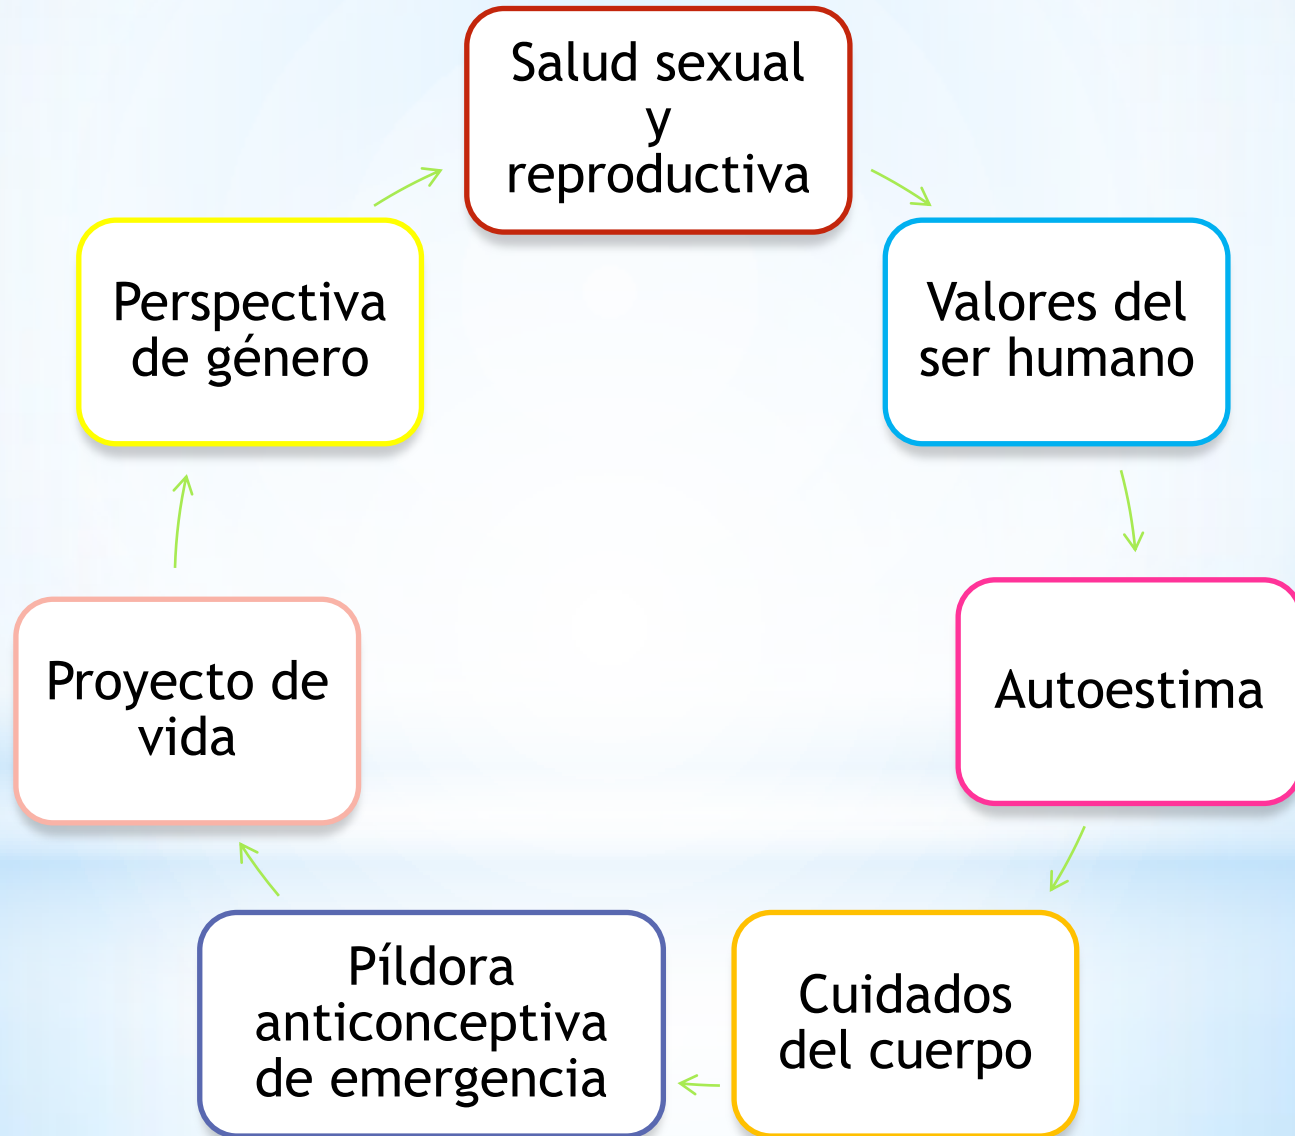 Salud sexual
y
reproductiva
Valores del
ser humano
Autoestima
Cuidados
del cuerpo
Píldora
anticonceptiva
de emergencia
Proyecto de
vida
Perspectiva
de género